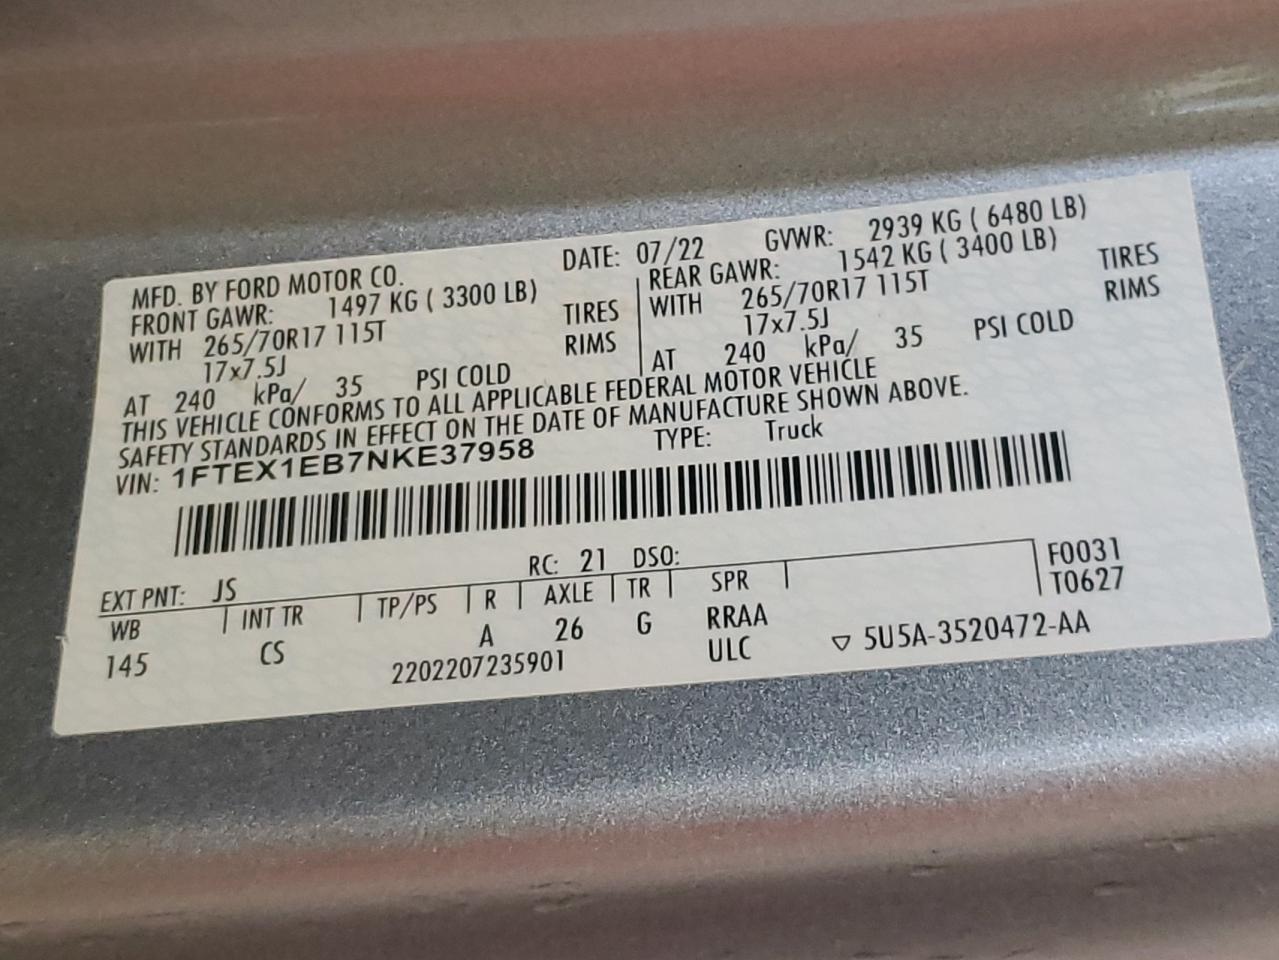 MFD. BY FORD MOTOR CO. DATE: 07/22 GVWR: 2939 KG ( 6480 LB)
FRONT GAWR: 1497 KG ( 3300 LB) REAR GAWR: 1542 KG ( 3400 LB)
WITH 265/70R17 115T TIRES WITH 265/70R17 115T TIRES
17x7.5J RIMS 17x7.5J RIMS
AT 240 kPa/ 35 PSI COLD AT 240 kPa/ 35 PSI COLD
THIS VEHICLE CONFORMS TO ALL APPLICABLE FEDERAL MOTOR VEHICLE
SAFETY STANDARDS IN EFFECT ON THE DATE OF MANUFACTURE SHOWN ABOVE.
VIN: 1FTEX1EB7NKE37958 TYPE: Truck
EXT PNT: JS RC: 21 DSO: F0031
WB INT TR TP/PS R AXLE TR SPR T0627
145 CS A 26 G RRAA
2202207235901 ULC ▽ 5U5A-3520472-AA